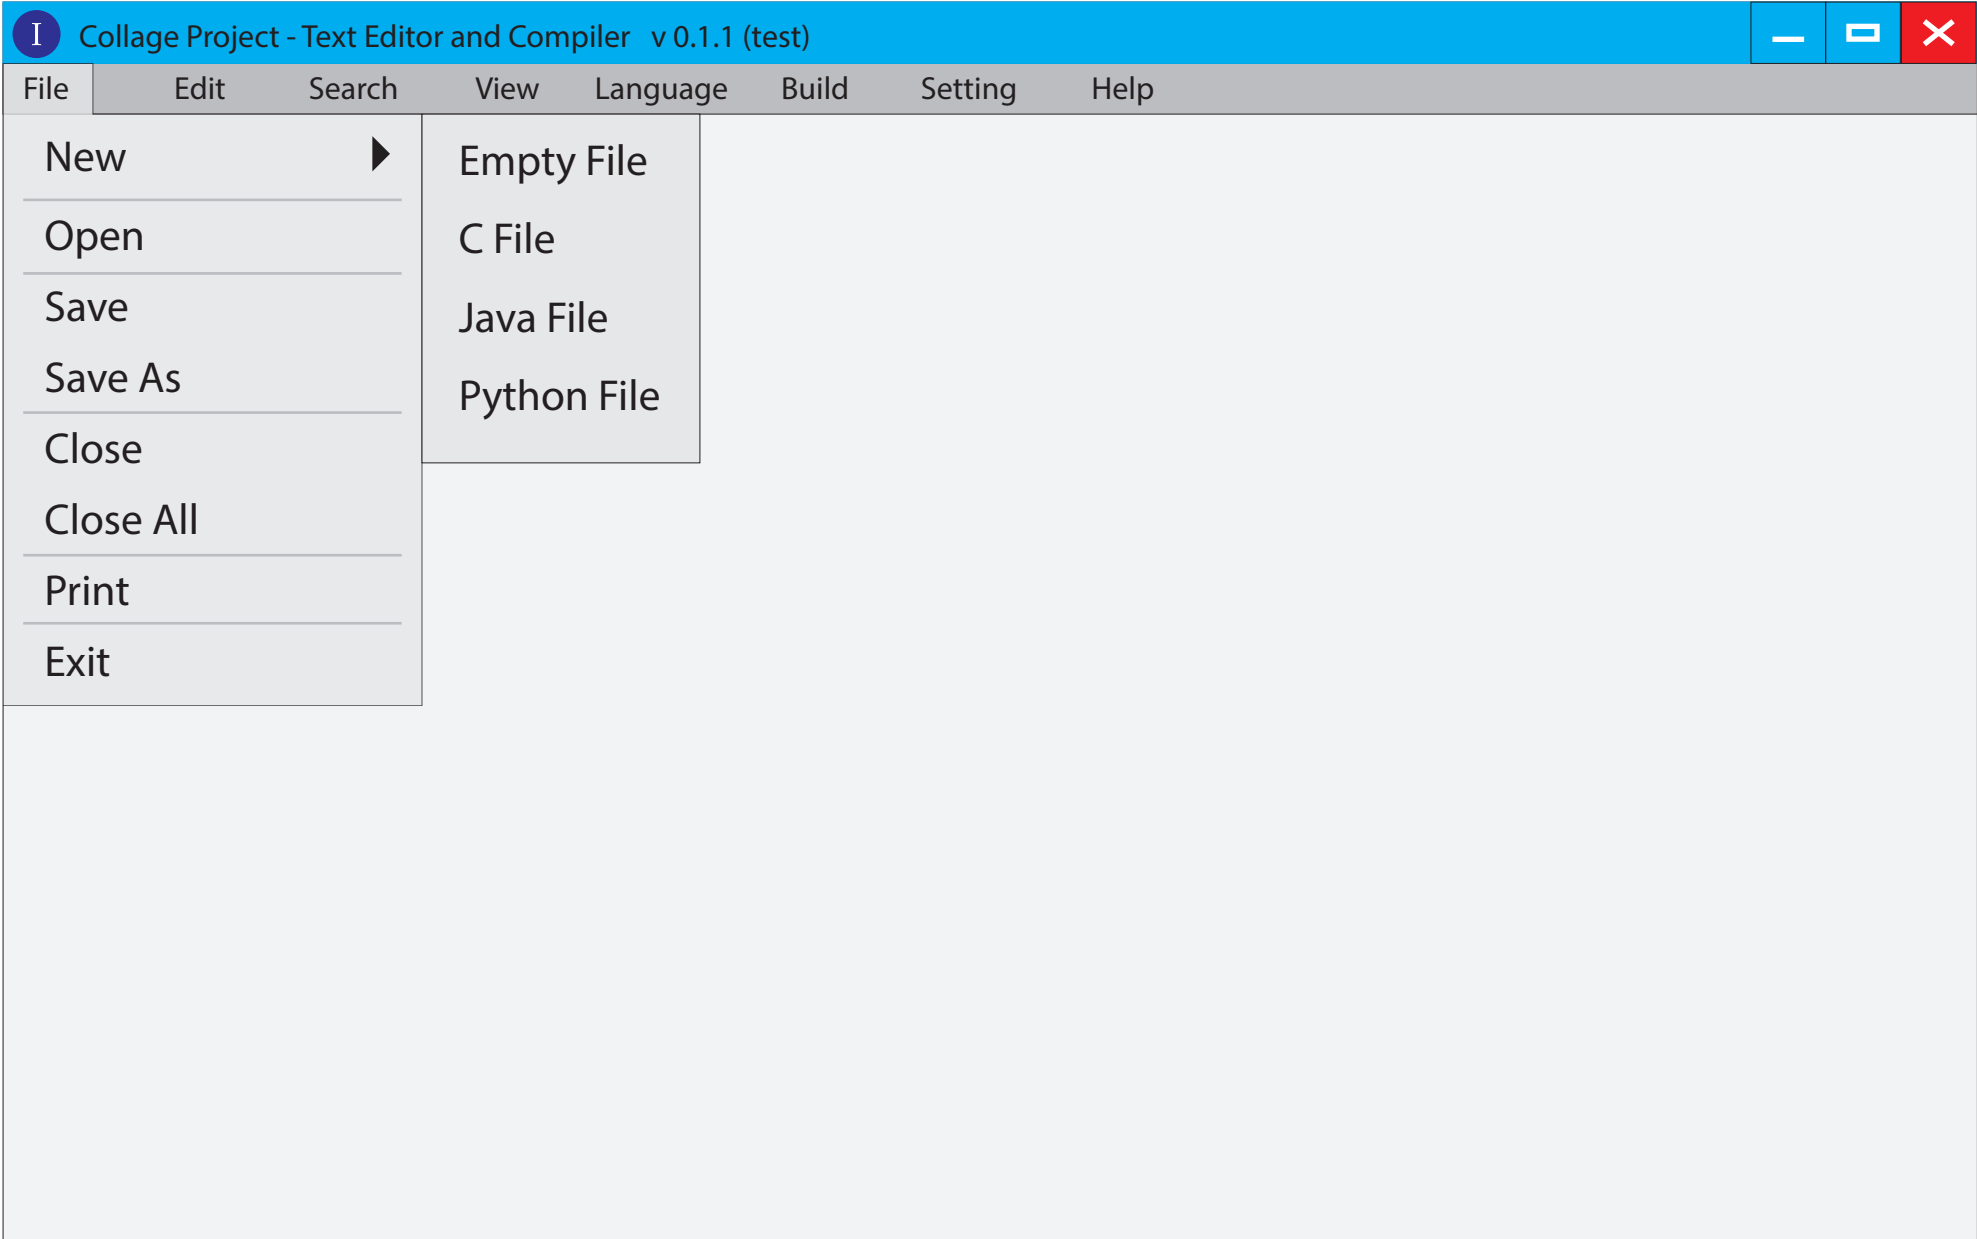 I Collage Project - Text Editor and Compiler v 0.1.1 (test)
File Edit Search View Language Build Setting Help
New
Open
Save
Save As
Close
Close All
Print
Exit
Empty File
C File
Java File
Python File